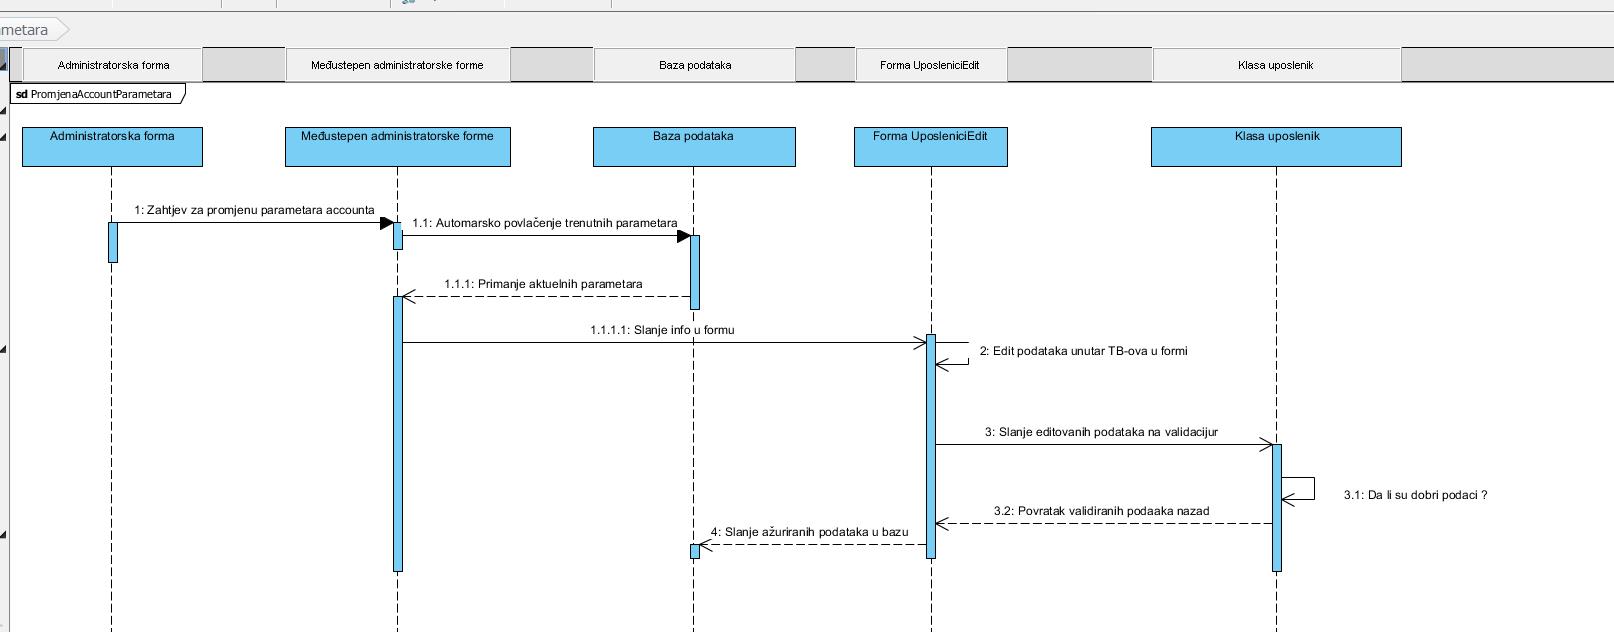 metara
Administratorska forma
Međustepen administratorske forme
Baza podataka
Forma UposleniciEdit
Klasa uposlenik
sd PromjenaAccountParametara
Administratorska forma
Međustepen administratorske forme
Baza podataka
Forma UposleniciEdit
Klasa uposlenik
1: Zahtjev za promjenu parametara accounta
1.1: Automarsko povlačenje trenutnih parametara
1.1.1: Primanje aktuelnih parametara
1.1.1.1: Slanje info u formu
2: Edit podataka unutar TB-ova u formi
3: Slanje editovanih podataka na validacijur
3.1: Da li su dobri podaci ?
3.2: Povratak validiranih podaaka nazad
4: Slanje ažuriranih podataka u bazu